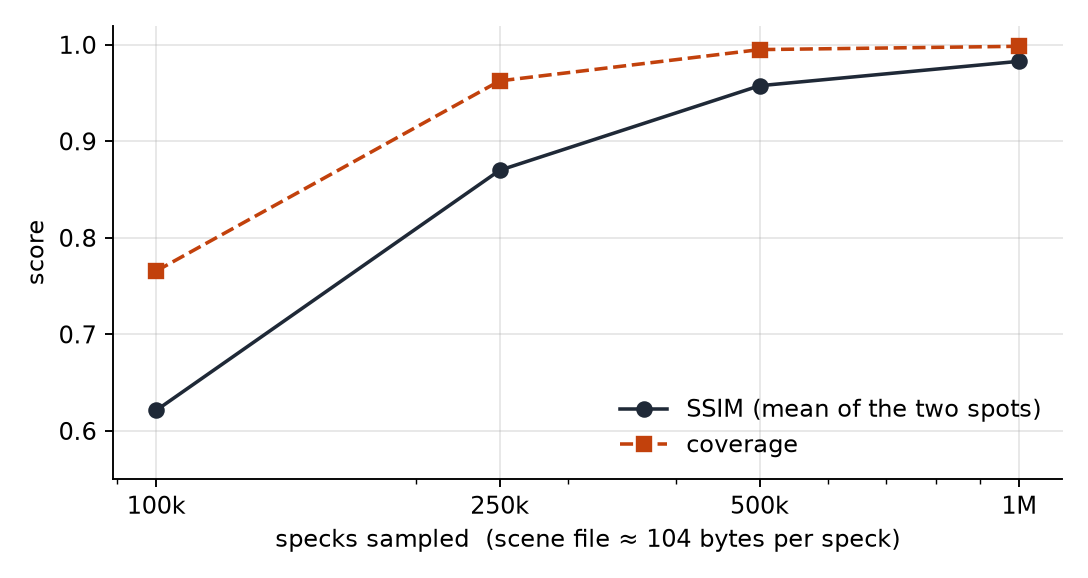 1.0
0.9
0.8
0.7
0.6
score
SSIM (mean of the two spots)
coverage
100k 250k 500k 1M
specks sampled  (scene file ≈ 104 bytes per speck)